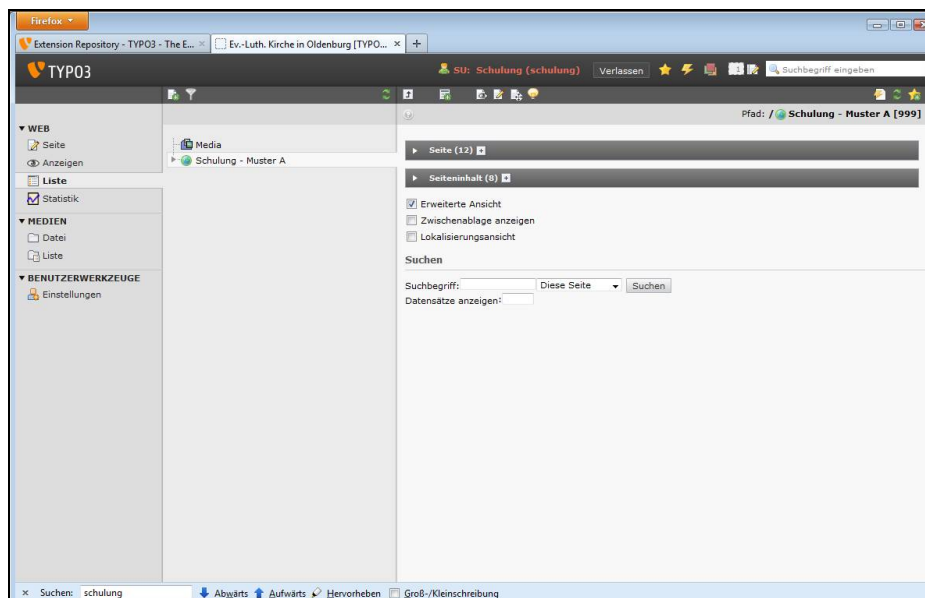 Firefox
Extension Repository - TYPO3 - The E... Ev.-Luth. Kirche in Oldenburg [TYPO...
TYPO3 SU: Schulung (schulung) Verlassen 1 Suchbegriff eingeben
Pfad: / Schulung - Muster A [999]
WEB
Seite
Anzeigen
Liste
Statistik
MEDIEN
Datei
Liste
BENUTZERWERKZEUGE
Einstellungen
Media
Schulung - Muster A
Seite (12)
Seiteninhalt (8)
Erweiterte Ansicht
Zwischenablage anzeigen
Lokalisierungsansicht
Suchen
Suchbegriff: Diese Seite Suchen
Datensätze anzeigen:
Suchen: schulung Abwärts Aufwärts Hervorheben Groß-/Kleinschreibung